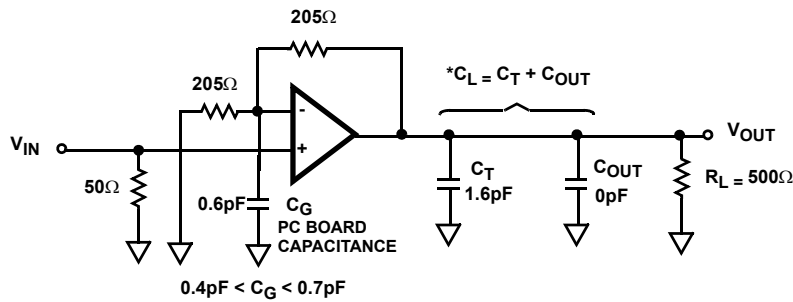 205Ω
*C_L = C_T + C_OUT
205Ω
-
V_IN
+
V_OUT
50Ω
0.6pF
C_G
PC BOARD
CAPACITANCE
C_T
1.6pF
C_OUT
0pF
R_L = 500Ω
0.4pF < C_G < 0.7pF